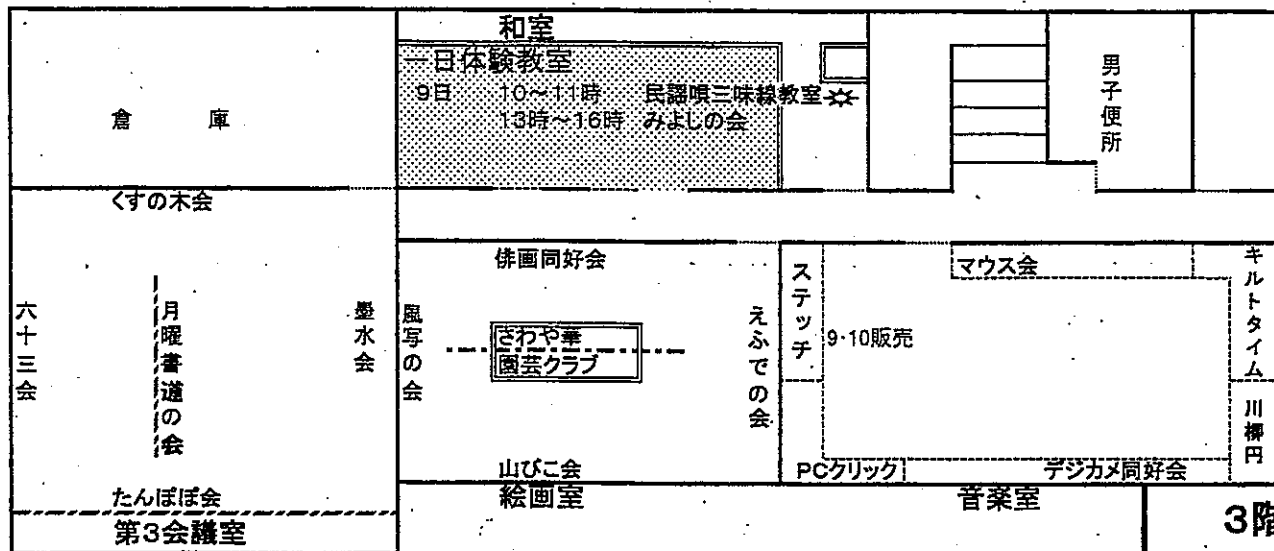 和室
一日体験教室
9日 10～11時 民謡唄三味線教室
13時～16時 みよしの会
倉 庫
男子便所
くすの木会
六十三会
月曜書道の会
墨水会
たんぽぽ会
第3会議室
俳画同好会
風写の会
さわや華
園芸クラブ
えふでの会
山びこ会
絵画室
ステッチ
マウス会
キルトタイム
9・10販売
川柳円
PCクリック
デジカメ同好会
音楽室
3階